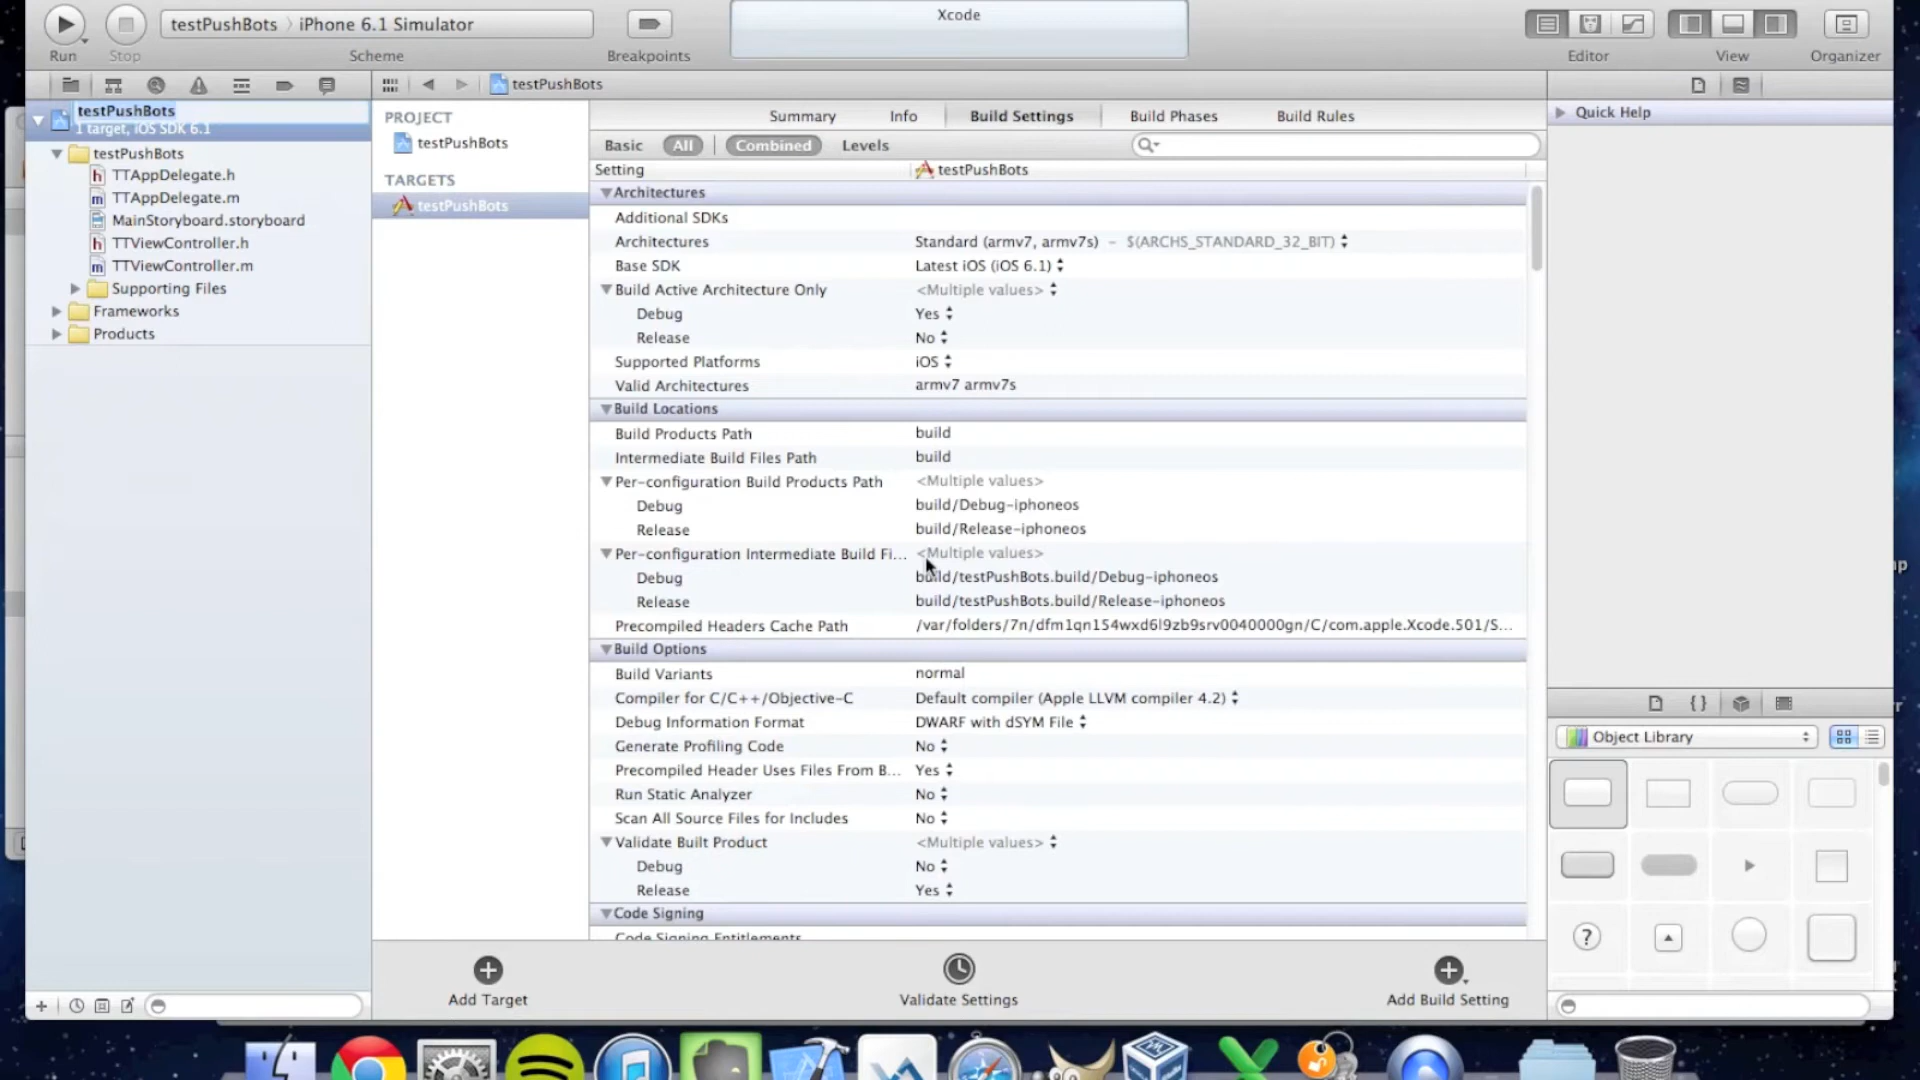 Xcode
testPushBots 〉iPhone 6.1 Simulator
Run
Stop
Scheme
Breakpoints
Editor
View
Organizer
testPushBots
1 target, iOS SDK 6.1
testPushBots
TTAppDelegate.h
TTAppDelegate.m
MainStoryboard.storyboard
TTViewController.h
TTViewController.m
Supporting Files
Frameworks
Products
testPushBots
PROJECT
testPushBots
TARGETS
testPushBots
Summary Info Build Settings Build Phases Build Rules
Basic All Combined Levels
Setting testPushBots
Architectures
Additional SDKs
Architectures Standard (armv7, armv7s) – $(ARCHS_STANDARD_32_BIT)
Base SDK Latest iOS (iOS 6.1)
Build Active Architecture Only <Multiple values>
Debug Yes
Release No
Supported Platforms iOS
Valid Architectures armv7 armv7s
Build Locations
Build Products Path build
Intermediate Build Files Path build
Per-configuration Build Products Path <Multiple values>
Debug build/Debug-iphoneos
Release build/Release-iphoneos
Per-configuration Intermediate Build Fi... <Multiple values>
Debug build/testPushBots.build/Debug-iphoneos
Release build/testPushBots.build/Release-iphoneos
Precompiled Headers Cache Path /var/folders/7n/dfm1qn154wxd6l9zb9srv0040000gn/C/com.apple.Xcode.501/S...
Build Options
Build Variants normal
Compiler for C/C++/Objective-C Default compiler (Apple LLVM compiler 4.2)
Debug Information Format DWARF with dSYM File
Generate Profiling Code No
Precompiled Header Uses Files From B... Yes
Run Static Analyzer No
Scan All Source Files for Includes No
Validate Built Product <Multiple values>
Debug No
Release Yes
Code Signing
Code Signing Entitlements
Add Target
Validate Settings
Add Build Setting
Quick Help
Object Library